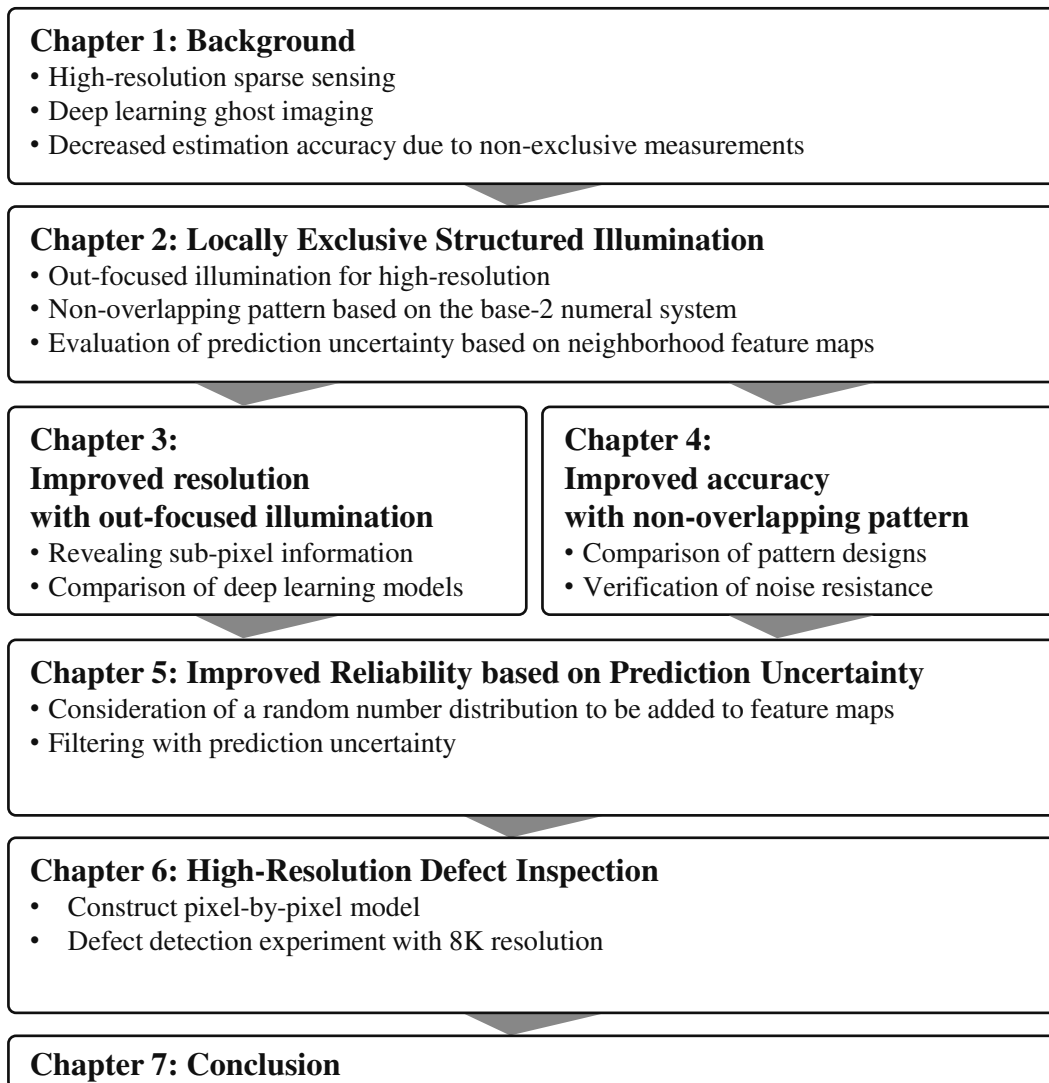 Chapter 1: Background
• High-resolution sparse sensing
• Deep learning ghost imaging
• Decreased estimation accuracy due to non-exclusive measurements
Chapter 2: Locally Exclusive Structured Illumination
• Out-focused illumination for high-resolution
• Non-overlapping pattern based on the base-2 numeral system
• Evaluation of prediction uncertainty based on neighborhood feature maps
Chapter 3:
Improved resolution
with out-focused illumination
• Revealing sub-pixel information
• Comparison of deep learning models
Chapter 4:
Improved accuracy
with non-overlapping pattern
• Comparison of pattern designs
• Verification of noise resistance
Chapter 5: Improved Reliability based on Prediction Uncertainty
• Consideration of a random number distribution to be added to feature maps
• Filtering with prediction uncertainty
Chapter 6: High-Resolution Defect Inspection
• Construct pixel-by-pixel model
• Defect detection experiment with 8K resolution
Chapter 7: Conclusion